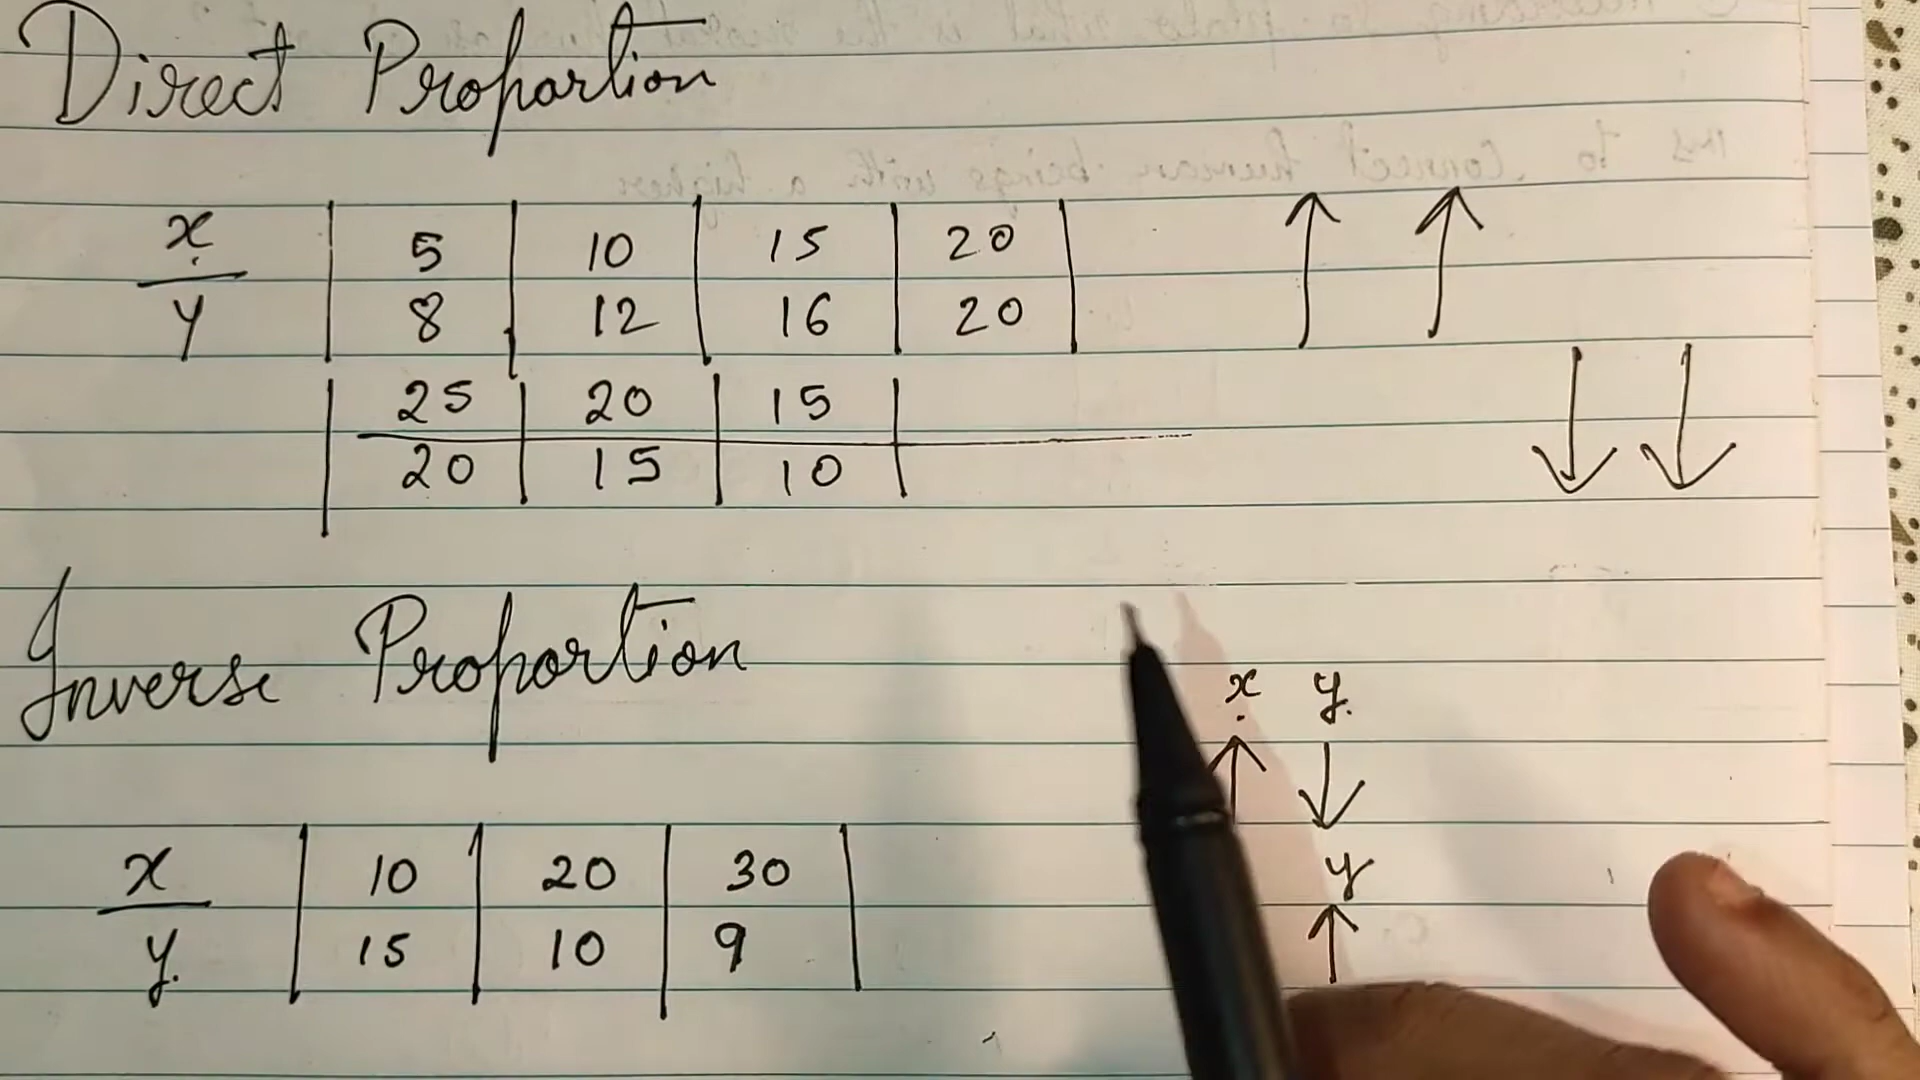 Direct Proportion
x 5 10 15 20
y 8 12 16 20
25 20 15
20 15 10
Inverse Proportion
x y
x 10 20 30
y 15 10 9
y